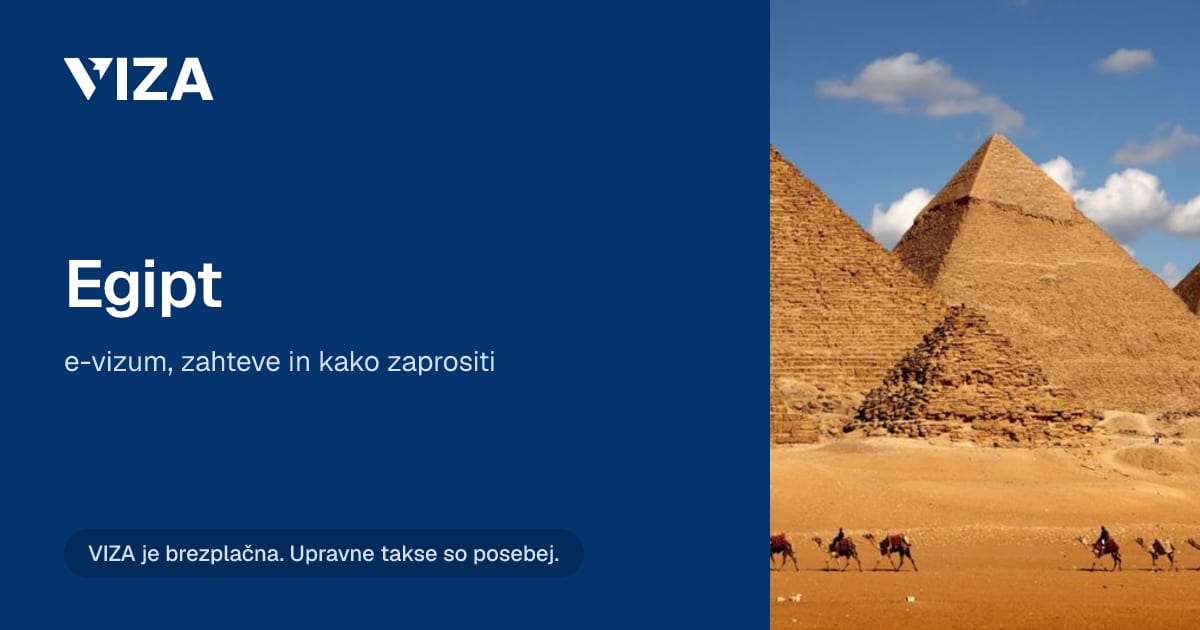 VIZA
Egipt
e-vizum, zahteve in kako zaprositi
VIZA je brezplačna. Upravne takse so posebej.